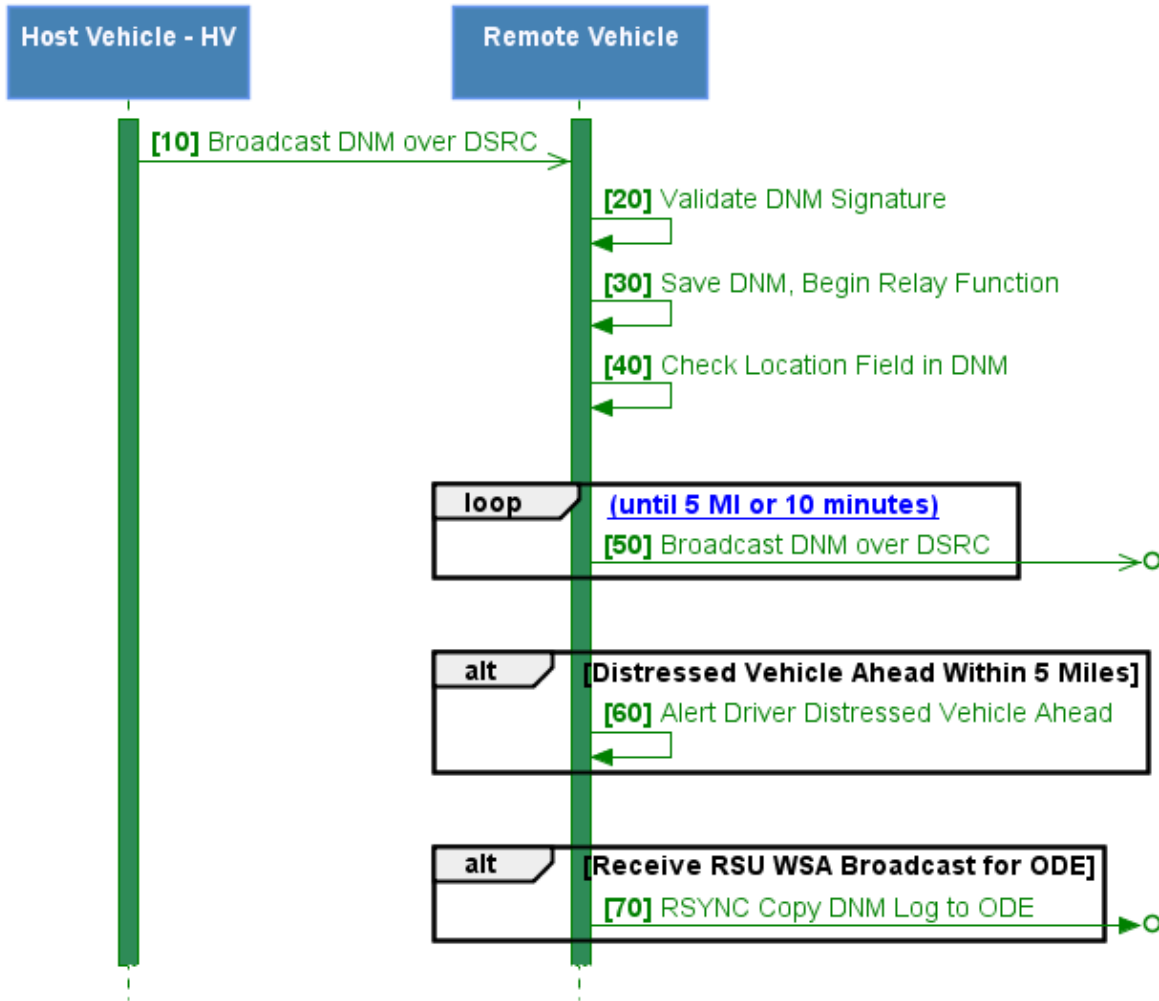 Host Vehicle - HV
Remote Vehicle
[10] Broadcast DNM over DSRC
[20] Validate DNM Signature
[30] Save DNM, Begin Relay Function
[40] Check Location Field in DNM
loop
(until 5 MI or 10 minutes)
[50] Broadcast DNM over DSRC
alt
[Distressed Vehicle Ahead Within 5 Miles]
[60] Alert Driver Distressed Vehicle Ahead
alt
[Receive RSU WSA Broadcast for ODE]
[70] RSYNC Copy DNM Log to ODE